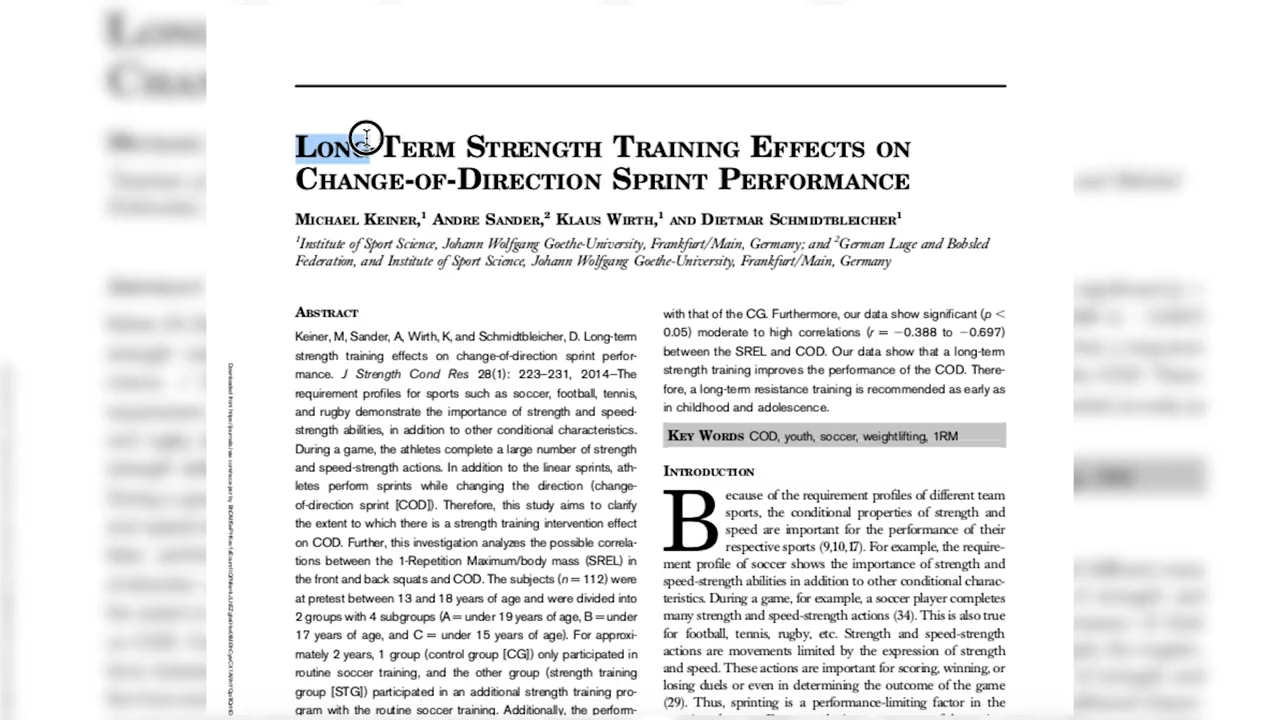 LONG-TERM STRENGTH TRAINING EFFECTS ON
CHANGE-OF-DIRECTION SPRINT PERFORMANCE
MICHAEL KEINER,¹ ANDRE SANDER,² KLAUS WIRTH,¹ AND DIETMAR SCHMIDTBLEICHER¹
¹Institute of Sport Science, Johann Wolfgang Goethe-University, Frankfurt/Main, Germany; and ²German Luge and Bobsled
Federation, and Institute of Sport Science, Johann Wolfgang Goethe-University, Frankfurt/Main, Germany
ABSTRACT
Keiner, M, Sander, A, Wirth, K, and Schmidtbleicher, D. Long-term
strength training effects on change-of-direction sprint perfor-
mance. J Strength Cond Res 28(1): 223–231, 2014—The
requirement profiles for sports such as soccer, football, tennis,
and rugby demonstrate the importance of strength and speed-
strength abilities, in addition to other conditional characteristics.
During a game, the athletes complete a large number of strength
and speed-strength actions. In addition to the linear sprints, ath-
letes perform sprints while changing the direction (change-
of-direction sprint [COD]). Therefore, this study aims to clarify
the extent to which there is a strength training intervention effect
on COD. Further, this investigation analyzes the possible correla-
tions between the 1-Repetition Maximum/body mass (SREL) in
the front and back squats and COD. The subjects (n = 112) were
at pretest between 13 and 18 years of age and were divided into
2 groups with 4 subgroups (A = under 19 years of age, B = under
17 years of age, and C = under 15 years of age). For approxi-
mately 2 years, 1 group (control group [CG]) only participated in
routine soccer training, and the other group (strength training
group [STG]) participated in an additional strength training pro-
gram with the routine soccer training. Additionally, the perform-
with that of the CG. Furthermore, our data show significant (p <
0.05) moderate to high correlations (r = −0.388 to −0.697)
between the SREL and COD. Our data show that a long-term
strength training improves the performance of the COD. There-
fore, a long-term resistance training is recommended as early as
in childhood and adolescence.
KEY WORDS COD, youth, soccer, weightlifting, 1RM
INTRODUCTION
Because of the requirement profiles of different team
sports, the conditional properties of strength and
speed are important for the performance of their
respective sports (9,10,17). For example, the require-
ment profile of soccer shows the importance of strength and
speed-strength abilities in addition to other conditional charac-
teristics. During a game, for example, a soccer player completes
many strength and speed-strength actions (34). This is also true
for football, tennis, rugby, etc. Strength and speed-strength
actions are movements limited by the expression of strength
and speed. These actions are important for scoring, winning, or
losing duels or even in determining the outcome of the game
(29). Thus, sprinting is a performance-limiting factor in the